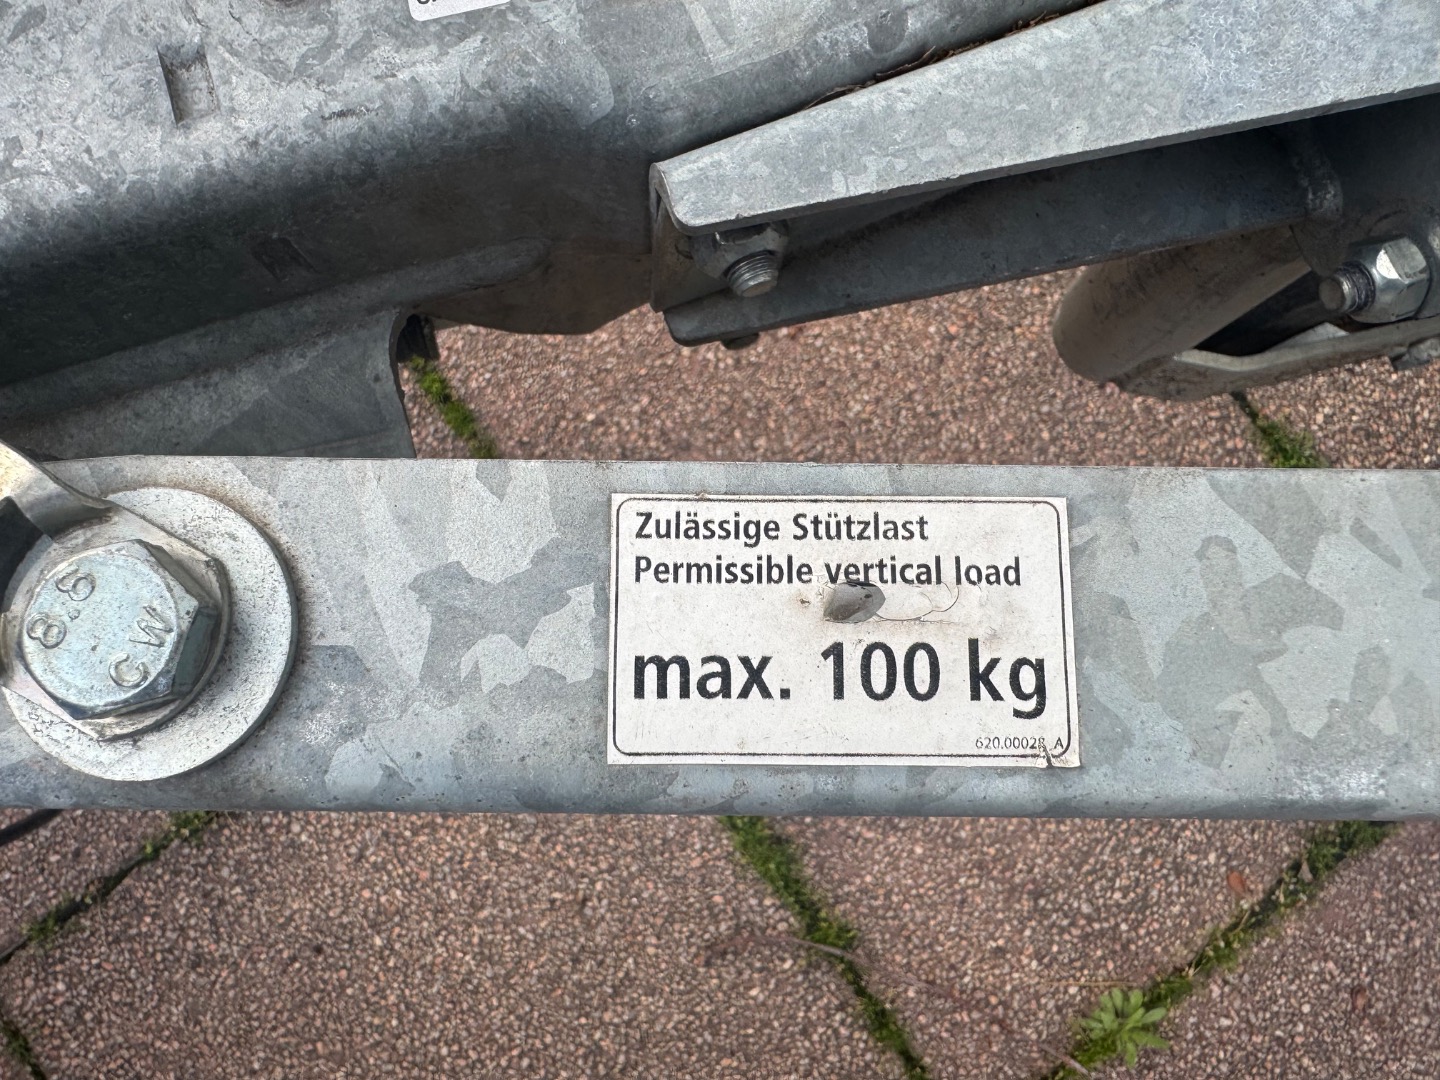 Zulässige Stützlast
Permissible vertical load
max. 100 kg
620.00028 A
8.8
CW